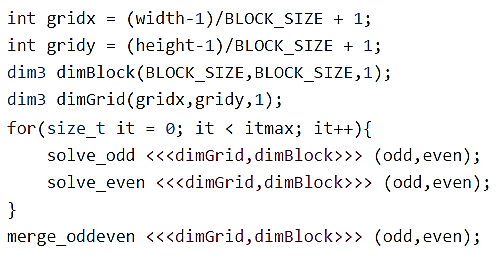 int gridx = (width-1)/BLOCK_SIZE + 1;
int gridy = (height-1)/BLOCK_SIZE + 1;
dim3 dimBlock(BLOCK_SIZE,BLOCK_SIZE,1);
dim3 dimGrid(gridx,gridy,1);
for(size_t it = 0; it < itmax; it++){
    solve_odd <<<dimGrid,dimBlock>>> (odd,even);
    solve_even <<<dimGrid,dimBlock>>> (odd,even);
}
merge_oddeven <<<dimGrid,dimBlock>>> (odd,even);